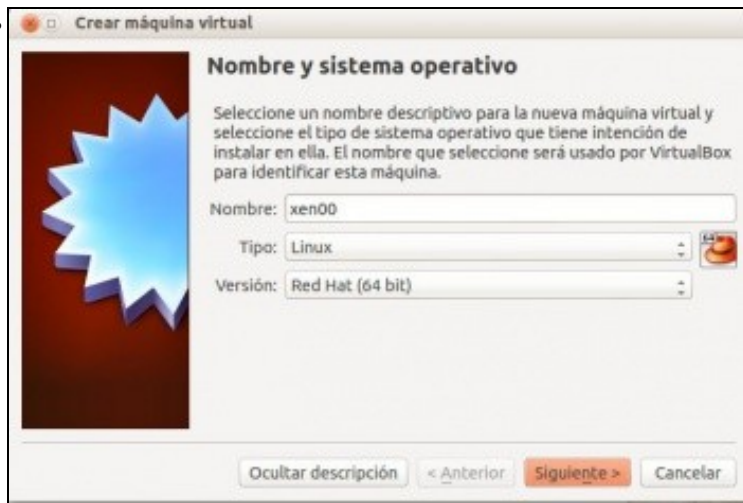 Crear máquina virtual
Nombre y sistema operativo
Seleccione un nombre descriptivo para la nueva máquina virtual y
seleccione el tipo de sistema operativo que tiene intención de
instalar en ella. El nombre que seleccione será usado por VirtualBox
para identificar esta máquina.
Nombre: xen00
Tipo: Linux
64
Versión: Red Hat (64 bit)
Ocultar descripción < Anterior Siguiente > Cancelar